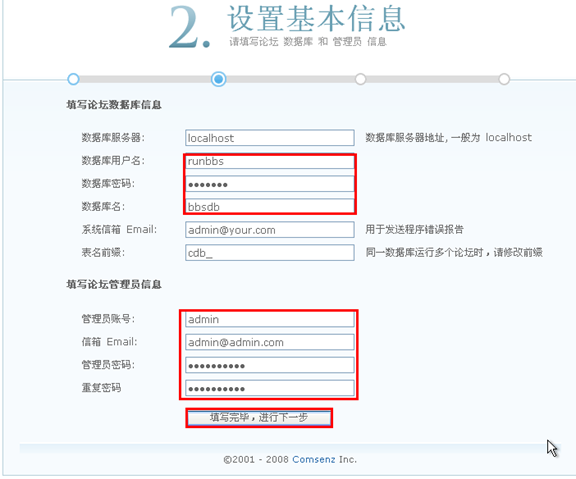 2. 设置基本信息
请填写论坛 数据库 和 管理员 信息
填写论坛数据库信息
数据库服务器: localhost 数据库服务器地址, 一般为 localhost
数据库用户名: runbbs
数据库密码: •••••••
数据库名: bbsdb
系统信箱 Email: admin@your.com 用于发送程序错误报告
表名前缀: cdb_ 同一数据库运行多个论坛时，请修改前缀
填写论坛管理员信息
管理员账号: admin
信箱 Email: admin@admin.com
管理员密码: ••••••••••
重复密码 ••••••••••
填写完毕，进行下一步
©2001 - 2008 Comsenz Inc.